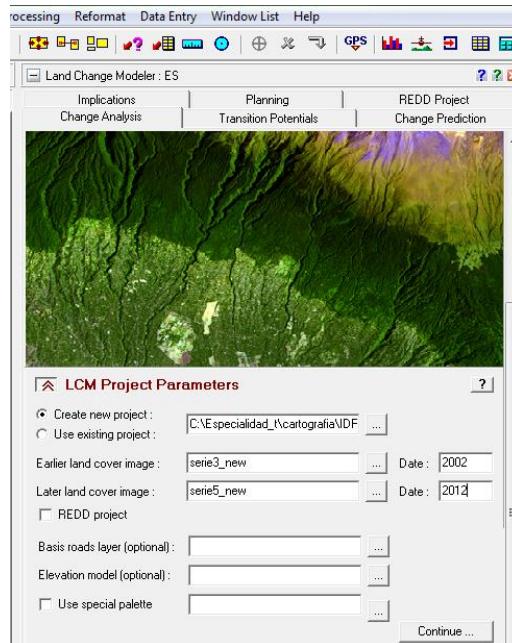 rocessing Reformat Data Entry Window List Help
GPS
Land Change Modeler : ES
? ?
Implications Planning REDD Project
Change Analysis Transition Potentials Change Prediction
LCM Project Parameters ?
Create new project :
C:\Especialidad_t\cartografia\IDF ...
Use existing project :
Earlier land cover image : serie3_new ... Date : 2002
Later land cover image : serie5_new ... Date : 2012
REDD project
Basis roads layer (optional) : ...
Elevation model (optional) : ...
Use special palette ...
Continue ...